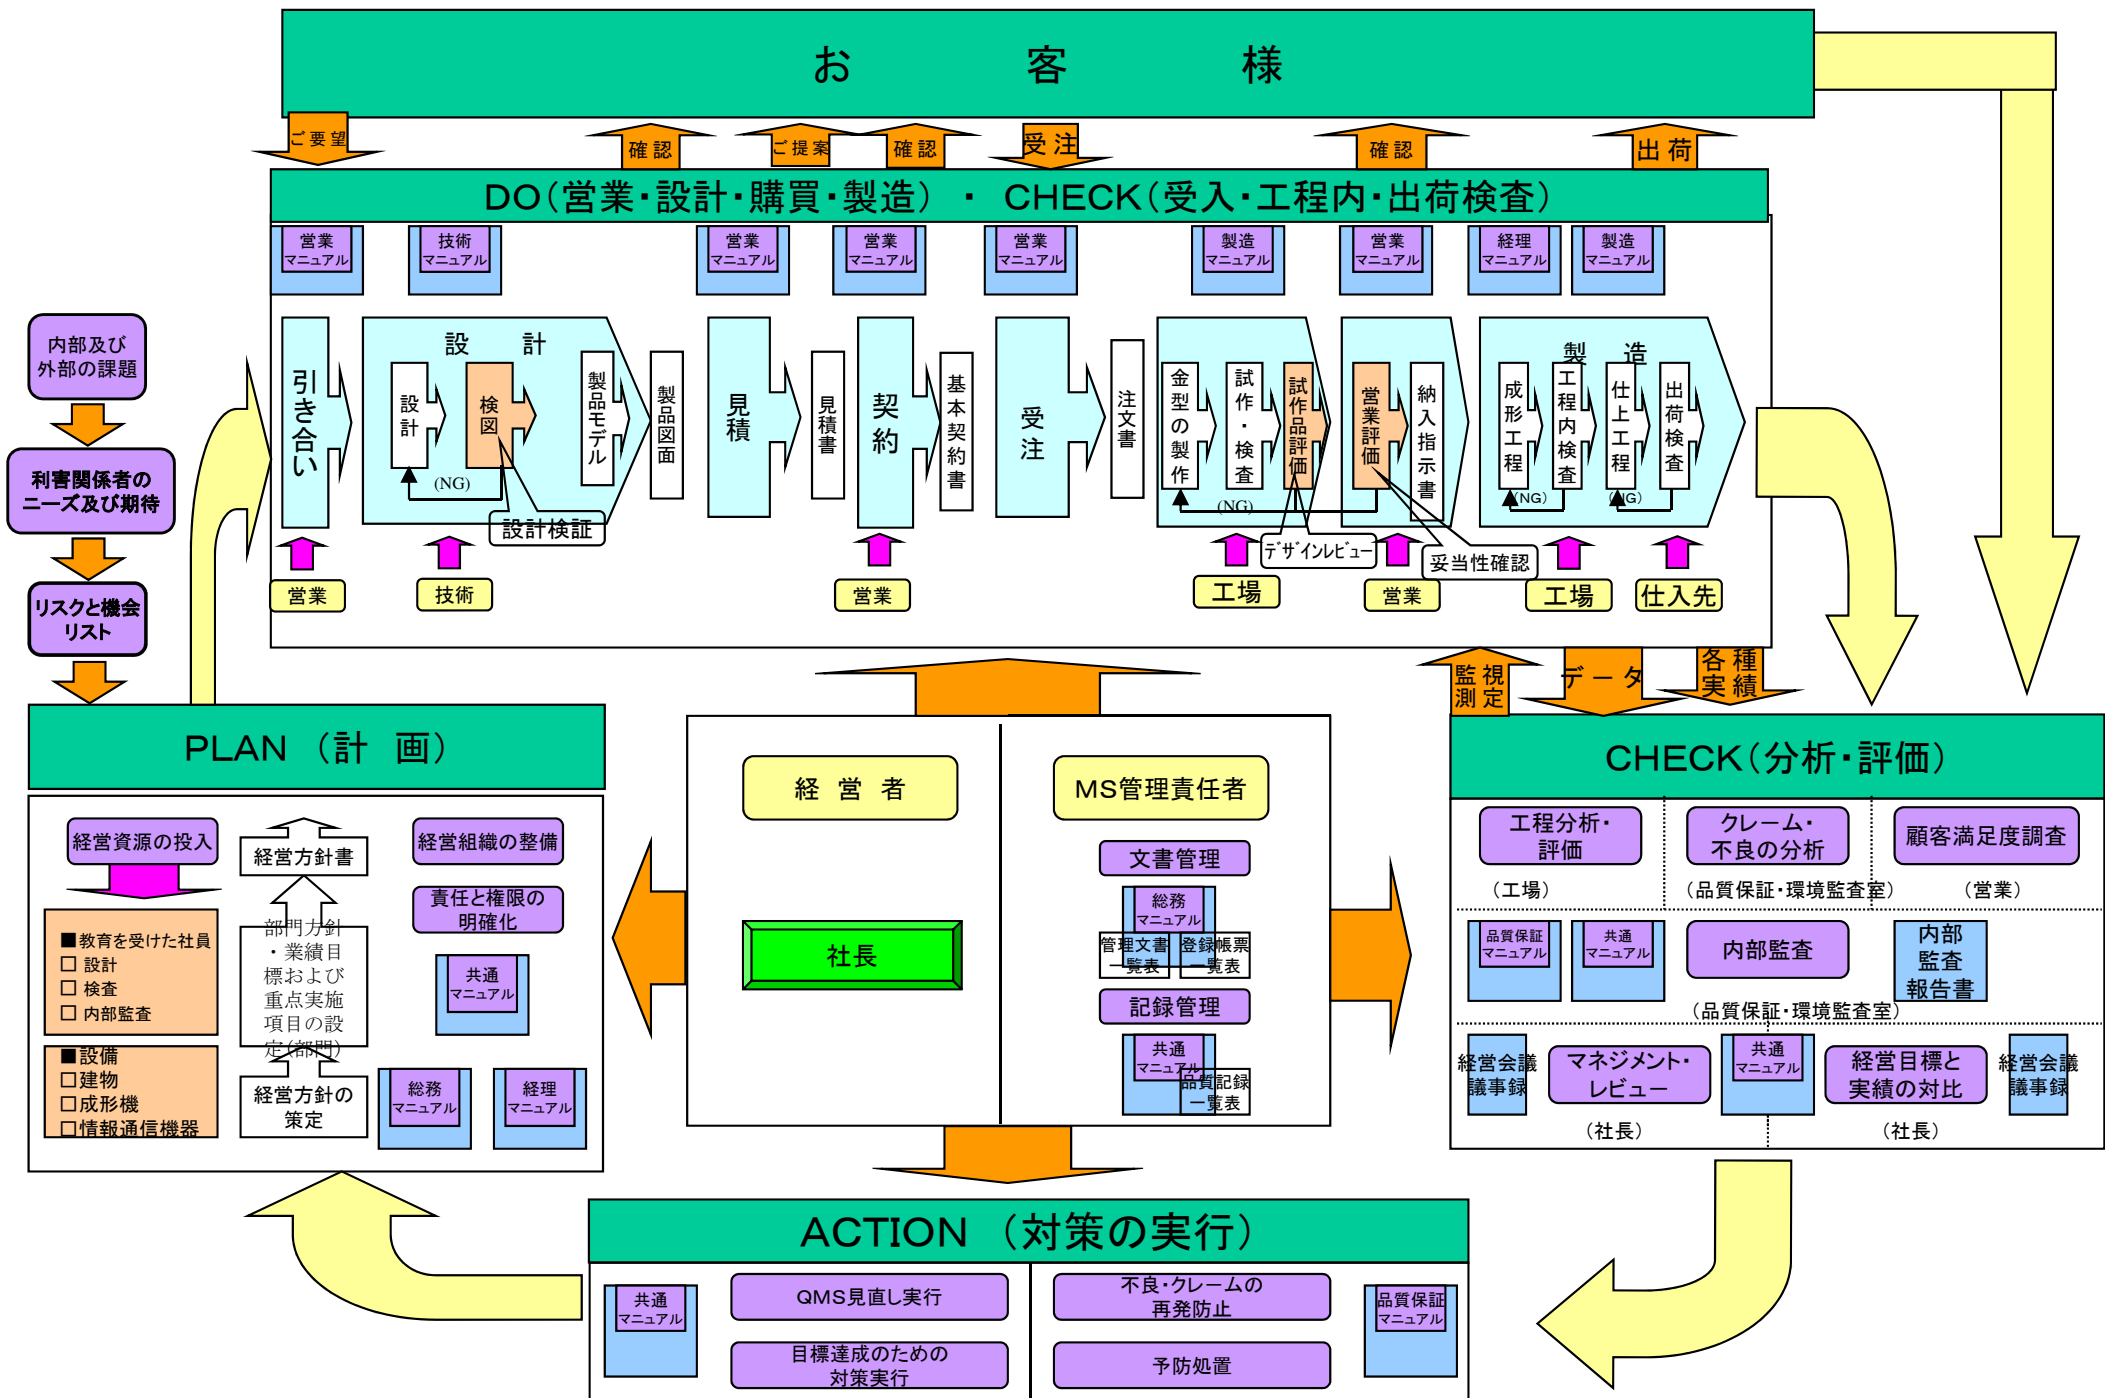 お客様
ご要望
確認
ご提案
確認
受注
確認
出荷
DO(営業・設計・購買・製造) ・ CHECK(受入・工程内・出荷検査)
営業
マニュアル
技術
マニュアル
営業
マニュアル
営業
マニュアル
営業
マニュアル
製造
マニュアル
営業
マニュアル
経理
マニュアル
製造
マニュアル
引き合い
設計
設計
検図
(NG)
製品モデル
製品図面
設計検証
見積
見積書
契約
基本契約書
受注
注文書
金型の製作
試作・検査
試作品評価
(NG)
デザインレビュー
営業評価
納入指示書
妥当性確認
製造
成形工程
工程内検査
仕上工程
出荷検査
(NG)
(NG)
営業
技術
営業
工場
営業
工場
仕入先
内部及び
外部の課題
利害関係者の
ニーズ及び期待
リスクと機会
リスト
監視
測定
データ
各種
実績
PLAN (計 画)
経営資源の投入
■教育を受けた社員
□ 設計
□ 検査
□ 内部監査
■設備
□建物
□成形機
□情報通信機器
経営方針書
部門方針
・業績目
標および
重点実施
項目の設
定(部門)
経営方針の
策定
経営組織の整備
責任と権限の
明確化
共通
マニュアル
総務
マニュアル
経理
マニュアル
経 営 者
社長
MS管理責任者
文書管理
総務
マニュアル
管理文書
一覧表
登録帳票
一覧表
記録管理
共通
マニュアル
品質記録
一覧表
CHECK(分析・評価)
工程分析・
評価
(工場)
クレーム・
不良の分析
(品質保証・環境監査室)
顧客満足度調査
(営業)
品質保証
マニュアル
共通
マニュアル
内部監査
(品質保証・環境監査室)
内部
監査
報告書
経営会議
議事録
マネジメント・
レビュー
(社長)
共通
マニュアル
経営目標と
実績の対比
(社長)
経営会議
議事録
ACTION (対策の実行)
共通
マニュアル
QMS見直し実行
目標達成のための
対策実行
不良・クレームの
再発防止
予防処置
品質保証
マニュアル